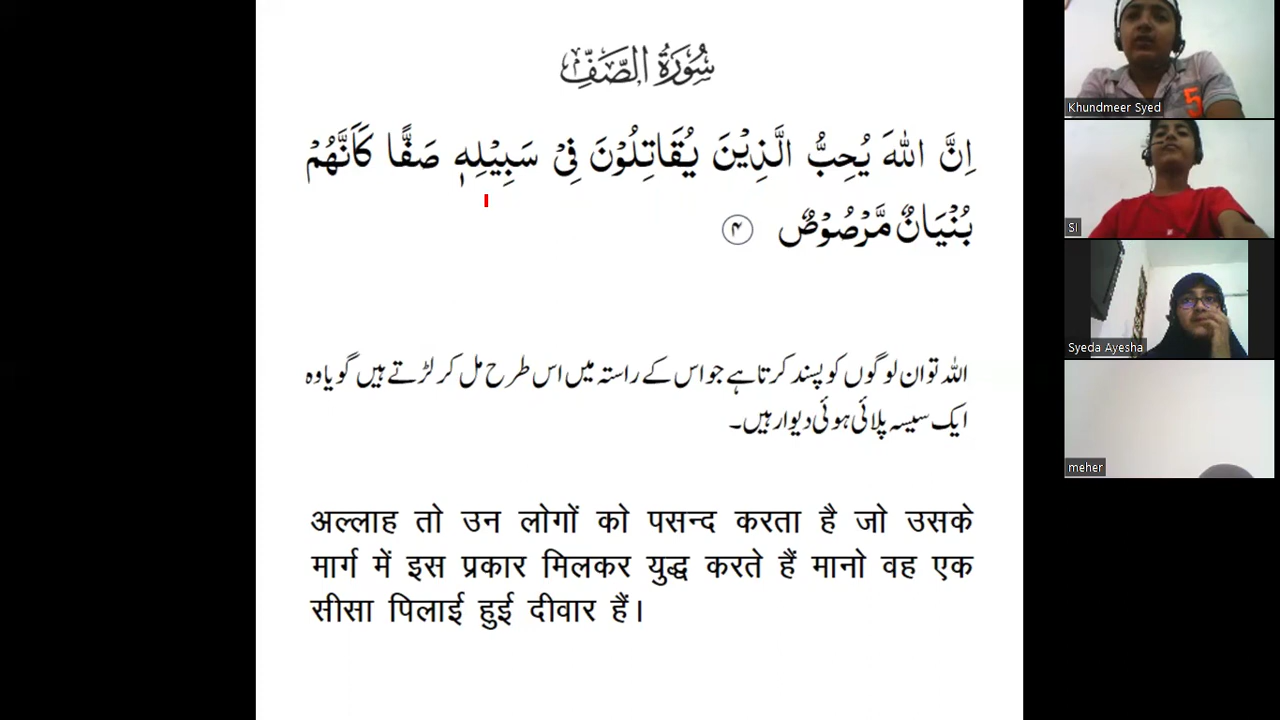 سُوْرَةُ الصَّفِّ
اِنَّ اللّٰهَ يُحِبُّ الَّذِيْنَ يُقَاتِلُوْنَ فِىْ سَبِيْلِهٖ صَفًّا كَاَنَّهُمْ
بُنْيَانٌ مَّرْصُوْصٌ ۴
اللہ تو ان لوگوں کو پسند کرتا ہے جو اس کے راستہ میں اس طرح مل کر لڑتے ہیں گویا وہ
ایک سیسہ پلائی ہوئی دیوار ہیں۔
अल्लाह तो उन लोगों को पसन्द करता है जो उसके
मार्ग में इस प्रकार मिलकर युद्ध करते हैं मानो वह एक
सीसा पिलाई हुई दीवार हैं।
Khundmeer Syed
5
SI
Syeda Ayesha
meher